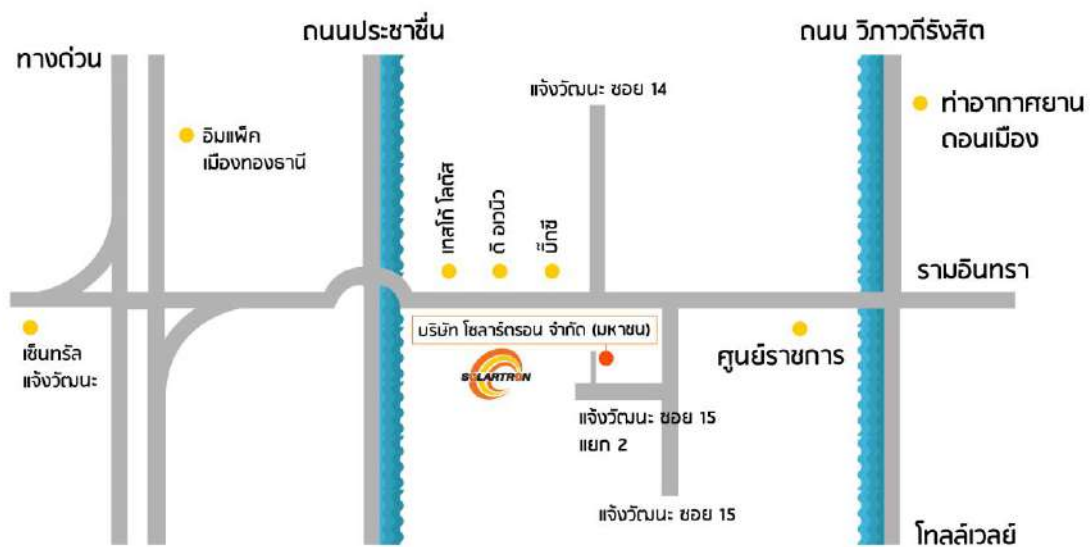 ถนนประชาชื่น
ถนน วิภาวดีรังสิต
ทางด่วน
แจ้งวัฒนะ ซอย 14
ท่าอากาศยาน
ดอนเมือง
อิมแพ็ค
เมืองทองธานี
เทสโก้ โลตัส
ดิ อเวนิว
บิ๊กซี
รามอินทรา
บริษัท โซลาร์ตรอน จำกัด (มหาชน)
เซ็นทรัล
แจ้งวัฒนะ
ศูนย์ราชการ
SOLARTRON
แจ้งวัฒนะ ซอย 15
แยก 2
แจ้งวัฒนะ ซอย 15
โทลล์เวลย์